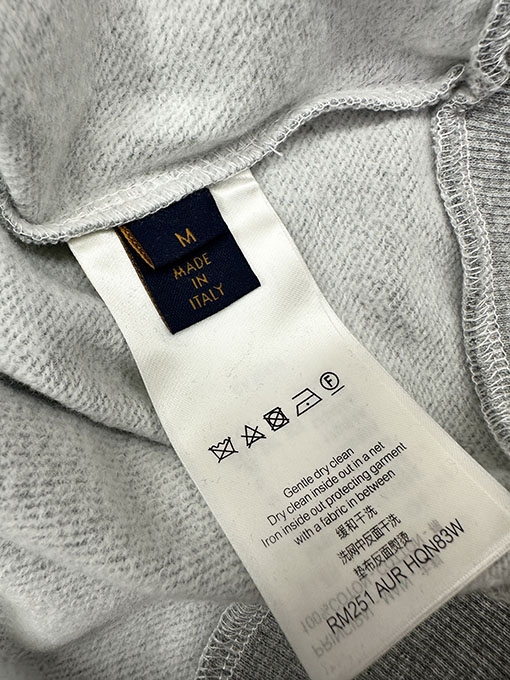 M
MADE
IN
ITALY
F
Gentle dry clean
Dry clean inside out in a net
Iron inside out protecting garment
with a fabric in between
缓和干洗
洗网中反面干洗
垫布反面熨烫
RM251 AUR HQN83W